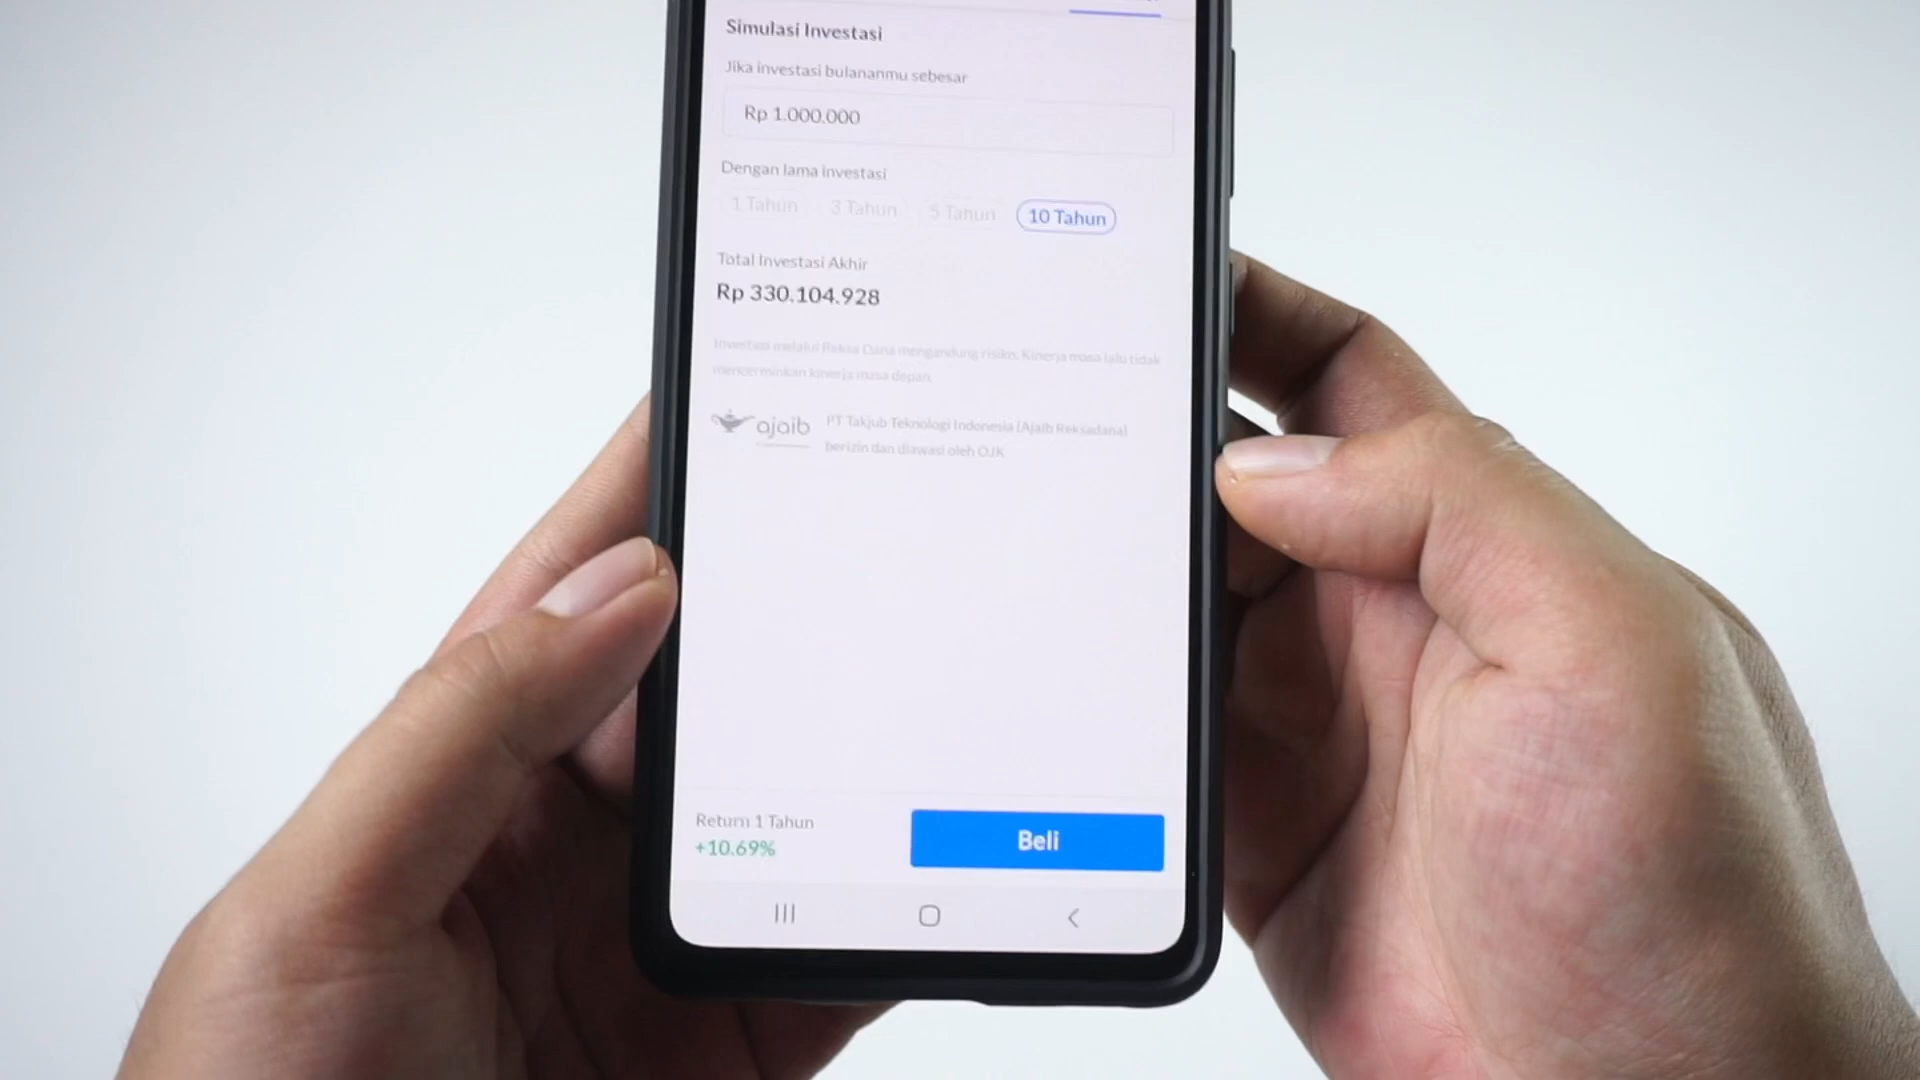 Simulasi Investasi
Jika investasi bulananmu sebesar
Rp 1.000.000
Dengan lama investasi
1 Tahun 3 Tahun 5 Tahun 10 Tahun
Total Investasi Akhir
Rp 330.104.928
Investasi melalui Reksa Dana mengandung risiko. Kinerja masa lalu tidak
mencerminkan kinerja masa depan.
ajaib
PT Takjub Teknologi Indonesia (Ajaib Reksadana)
berizin dan diawasi oleh OJK
Return 1 Tahun
+10.69%
Beli